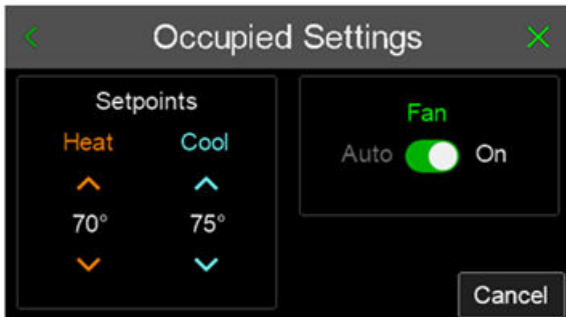 Occupied Settings
Setpoints
Heat Cool
70° 75°
Fan
Auto On
Cancel